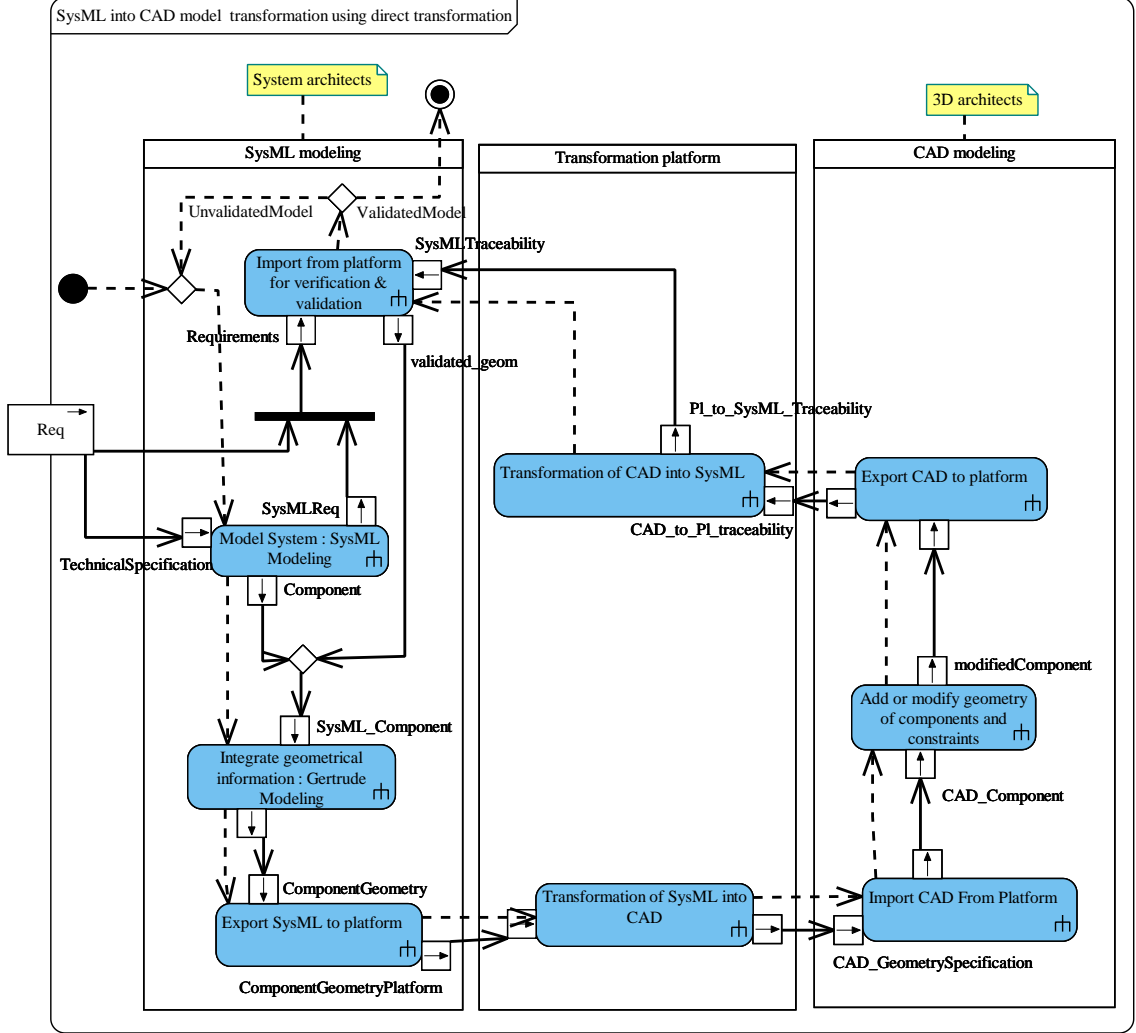 SysML into CAD model  transformation using direct transformation
System architects
3D architects
SysML modeling
Transformation platform
CAD modeling
UnvalidatedModel
ValidatedModel
SysMLTraceability
Import from platform
for verification &
validation
Requirements
validated_geom
Req
Pl_to_SysML_Traceability
Transformation of CAD into SysML
Export CAD to platform
SysMLReq
CAD_to_Pl_traceability
Model System : SysML
Modeling
TechnicalSpecification
Component
modifiedComponent
Add or modify geometry
of components and
constraints
SysML_Component
Integrate geometrical
information : Gertrude
Modeling
CAD_Component
ComponentGeometry
Transformation of SysML into
CAD
Import CAD From Platform
Export SysML to platform
CAD_GeometrySpecification
ComponentGeometryPlatform